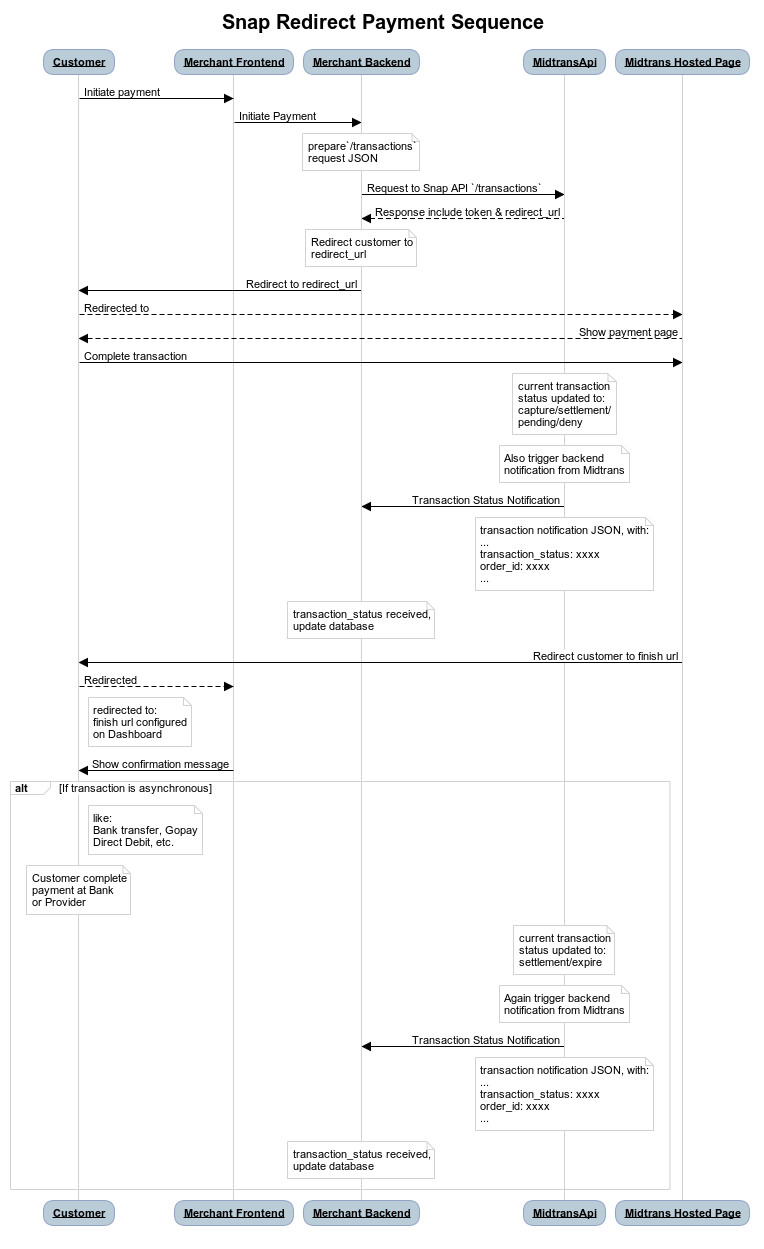 Snap Redirect Payment Sequence
Customer
Merchant Frontend
Merchant Backend
MidtransApi
Midtrans Hosted Page
Initiate payment
Initiate Payment
prepare`/transactions`
request JSON
Request to Snap API `/transactions`
Response include token & redirect_url
Redirect customer to
redirect_url
Redirect to redirect_url
Redirected to
Show payment page
Complete transaction
current transaction
status updated to:
capture/settlement/
pending/deny
Also trigger backend
notification from Midtrans
Transaction Status Notification
transaction notification JSON, with:
...
transaction_status: xxxx
order_id: xxxx
...
transaction_status received,
update database
Redirect customer to finish url
Redirected
redirected to:
finish url configured
on Dashboard
Show confirmation message
alt
[If transaction is asynchronous]
like:
Bank transfer, Gopay
Direct Debit, etc.
Customer complete
payment at Bank
or Provider
current transaction
status updated to:
settlement/expire
Again trigger backend
notification from Midtrans
Transaction Status Notification
transaction notification JSON, with:
...
transaction_status: xxxx
order_id: xxxx
...
transaction_status received,
update database
Customer
Merchant Frontend
Merchant Backend
MidtransApi
Midtrans Hosted Page